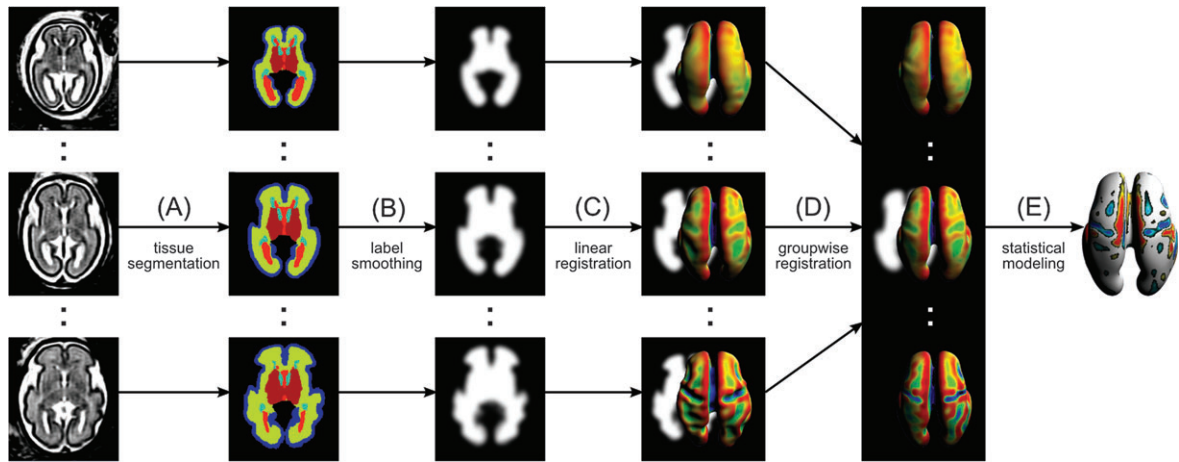 (A)
tissue
segmentation
(B)
label
smoothing
(C)
linear
registration
(D)
groupwise
registration
(E)
statistical
modeling